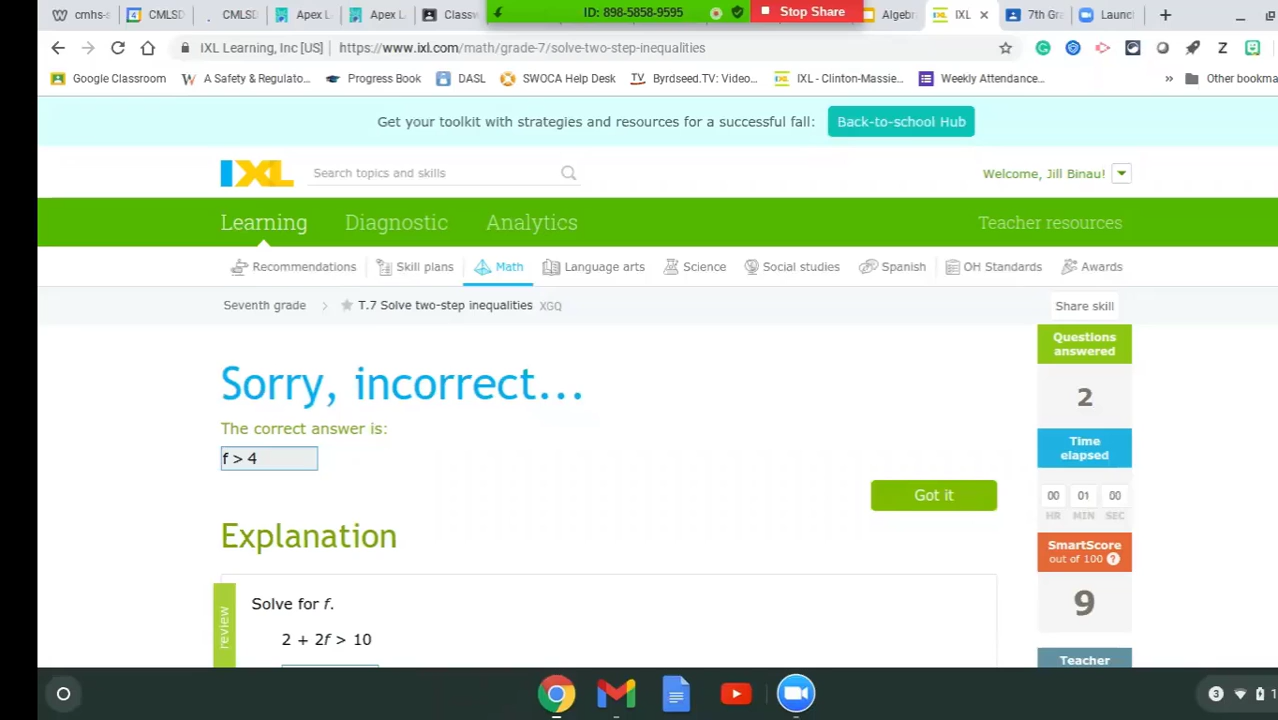 cmhs-s CMLSD CMLSD Apex L Apex L Classw ID: 898-5858-9595 Stop Share Algebr IXL 7th Gra Launch
IXL Learning, Inc [US] | https://www.ixl.com/math/grade-7/solve-two-step-inequalities
Google Classroom A Safety & Regulato... Progress Book DASL SWOCA Help Desk TV Byrdseed.TV: Video... IXL - Clinton-Massie... Weekly Attendance... » Other bookma
Get your toolkit with strategies and resources for a successful fall: Back-to-school Hub
IXL Search topics and skills Welcome, Jill Binau!
Learning Diagnostic Analytics Teacher resources
Recommendations Skill plans Math Language arts Science Social studies Spanish OH Standards Awards
Seventh grade > T.7 Solve two-step inequalities XGQ Share skill
Questions
answered
2
Sorry, incorrect...
The correct answer is:
f > 4
Time
elapsed
00 01 00
HR MIN SEC
Got it
Explanation
SmartScore
out of 100 ?
9
review
Solve for f.
2 + 2f > 10
Teacher
3 1